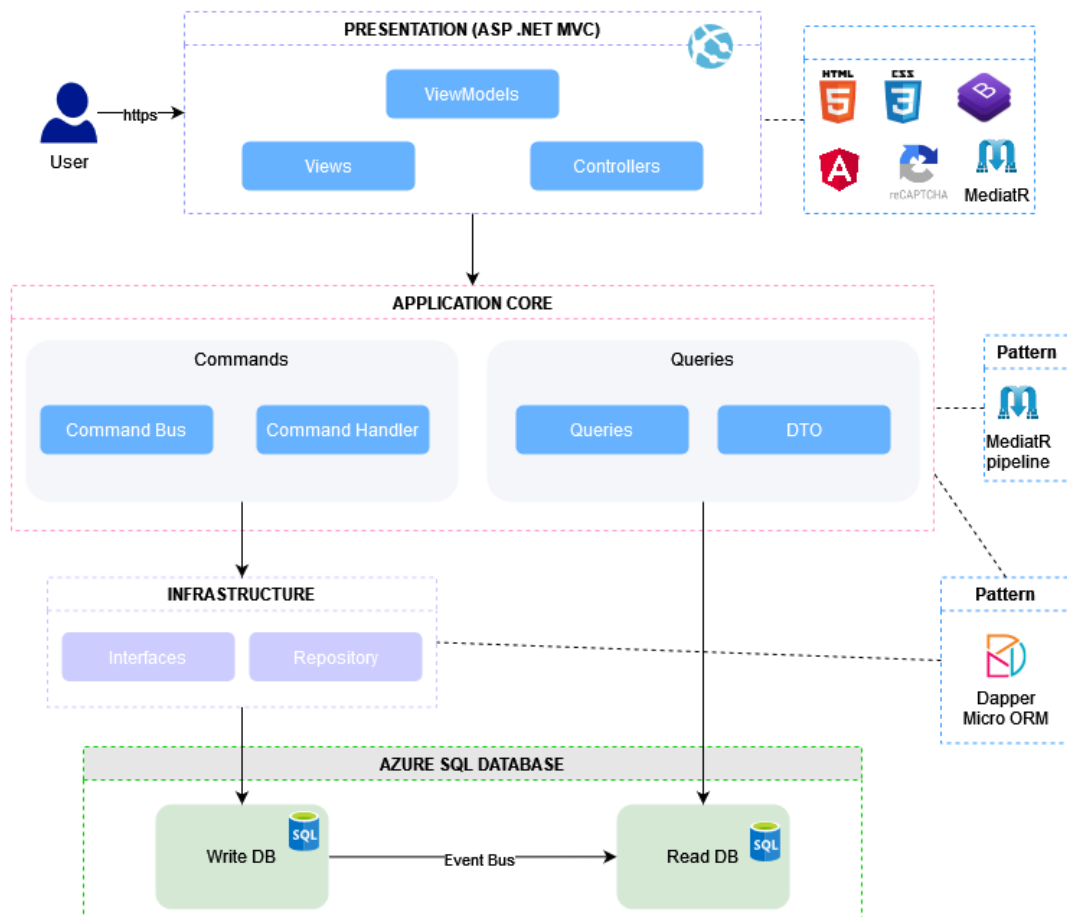 PRESENTATION (ASP .NET MVC)
ViewModels
Views
Controllers
https
User
HTML
5
CSS
3
B
A
reCAPTCHA
MediatR
APPLICATION CORE
Commands
Command Bus
Command Handler
Queries
Queries
DTO
Pattern
MediatR
pipeline
INFRASTRUCTURE
Interfaces
Repository
Pattern
Dapper
Micro ORM
AZURE SQL DATABASE
Write DB
SQL
Event Bus
Read DB
SQL